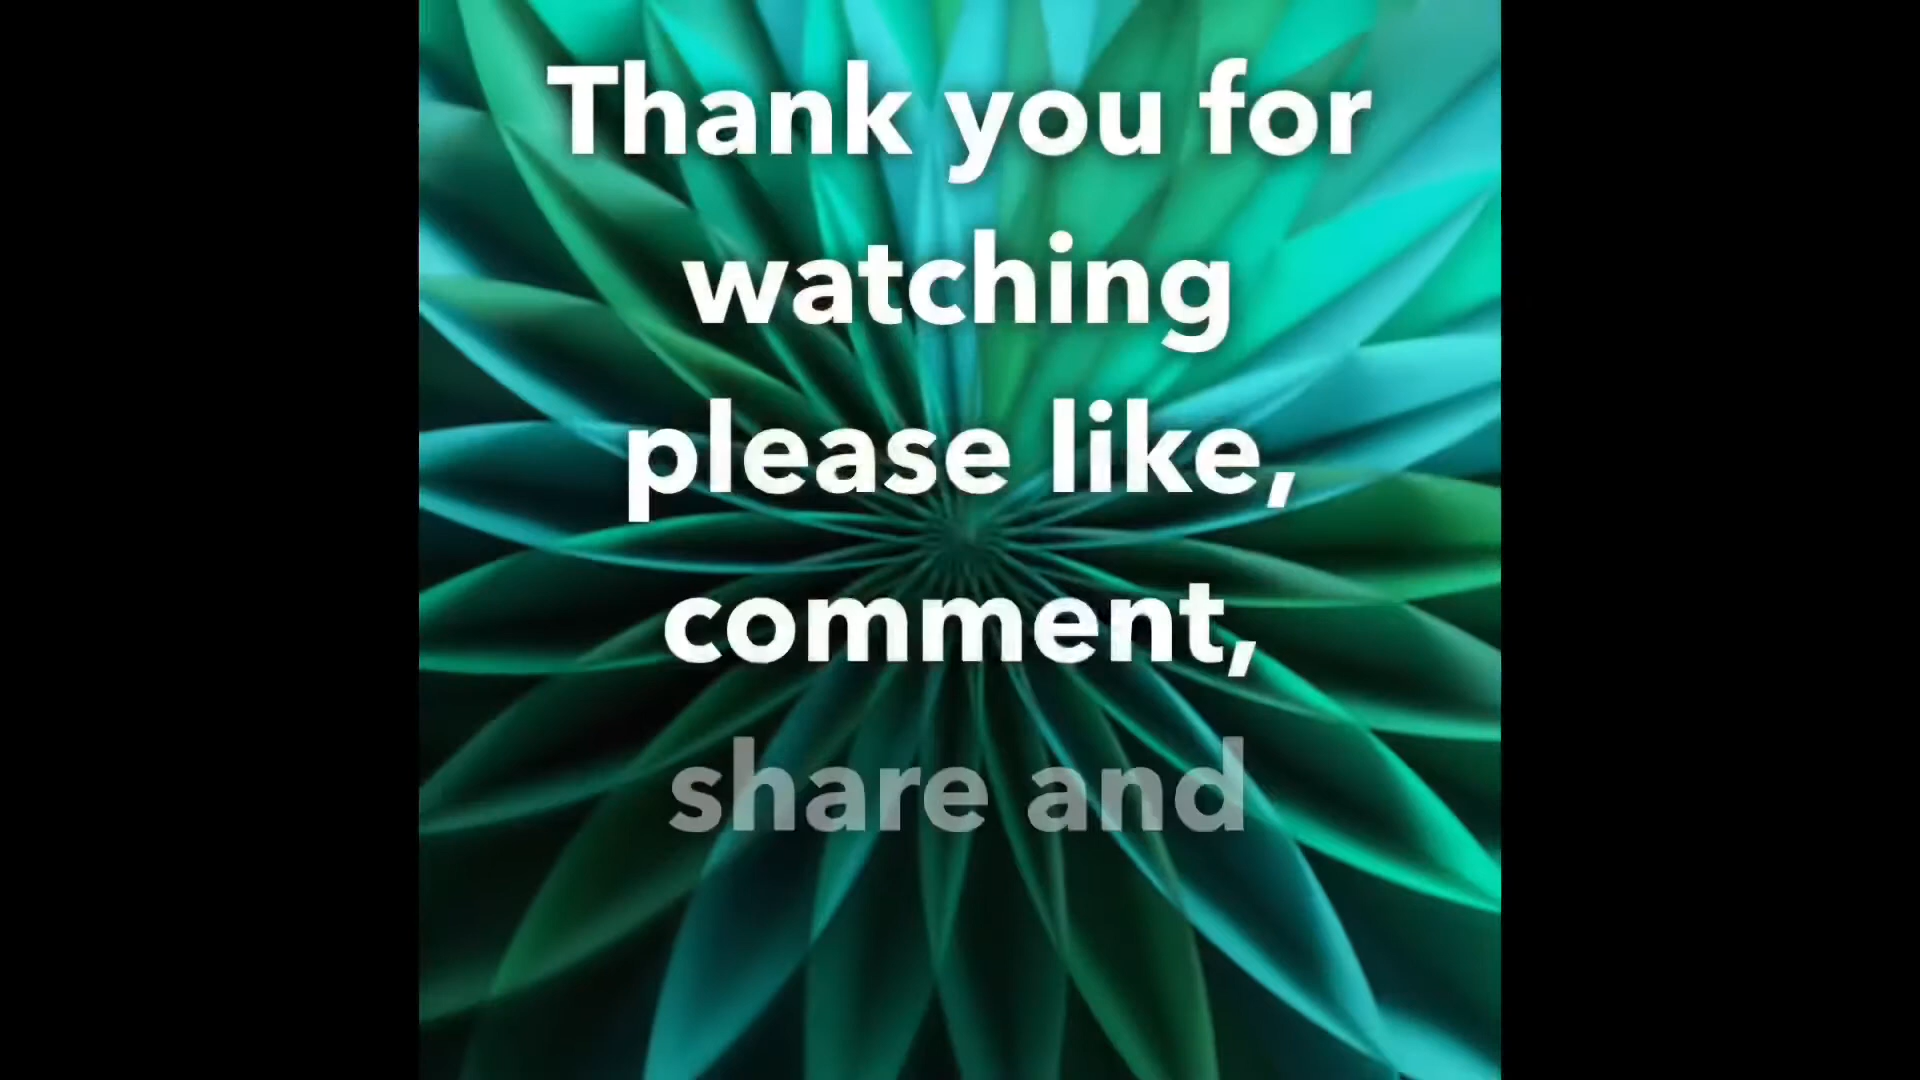 Thank you for
watching
please like,
comment,
share and